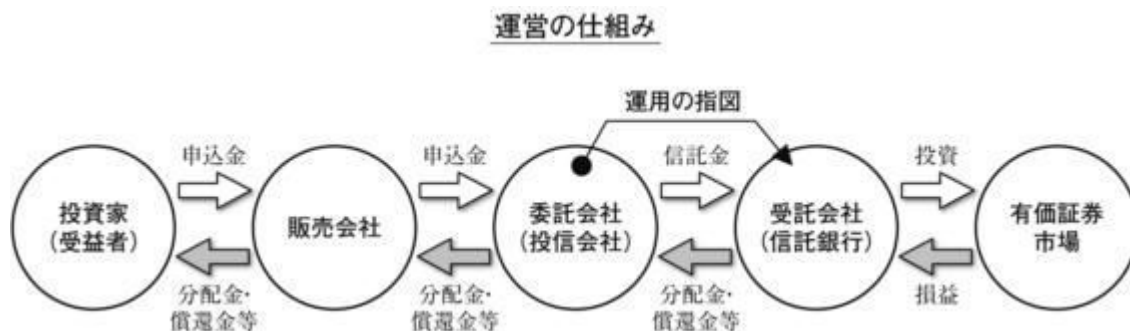 運営の仕組み
運用の指図
申込金
申込金
信託金
投資
投資家
（受益者）
販売会社
委託会社
（投信会社）
受託会社
（信託銀行）
有価証券
市場
分配金・
償還金等
分配金・
償還金等
分配金・
償還金等
損益